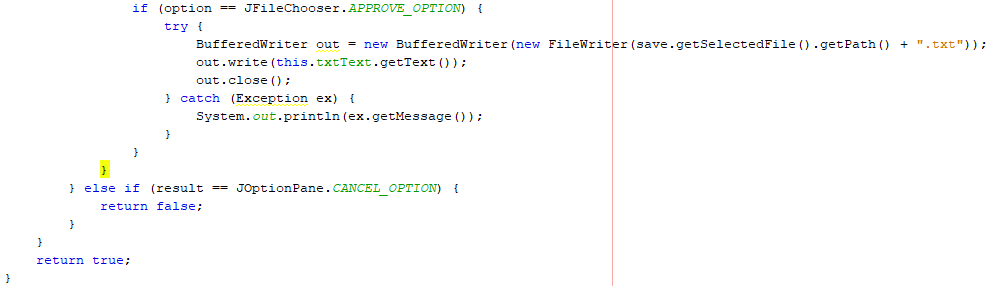 if (option == JFileChooser.APPROVE_OPTION) {
try {
BufferedWriter out = new BufferedWriter(new FileWriter(save.getSelectedFile().getPath() + ".txt"));
out.write(this.txtText.getText());
out.close();
} catch (Exception ex) {
System.out.println(ex.getMessage());
}
}
}
} else if (result == JOptionPane.CANCEL_OPTION) {
return false;
}
}
return true;
}